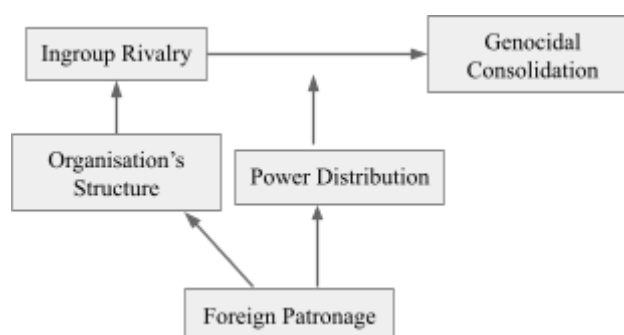 Ingroup Rivalry
Genocidal
Consolidation
Organisation's
Structure
Power Distribution
Foreign Patronage